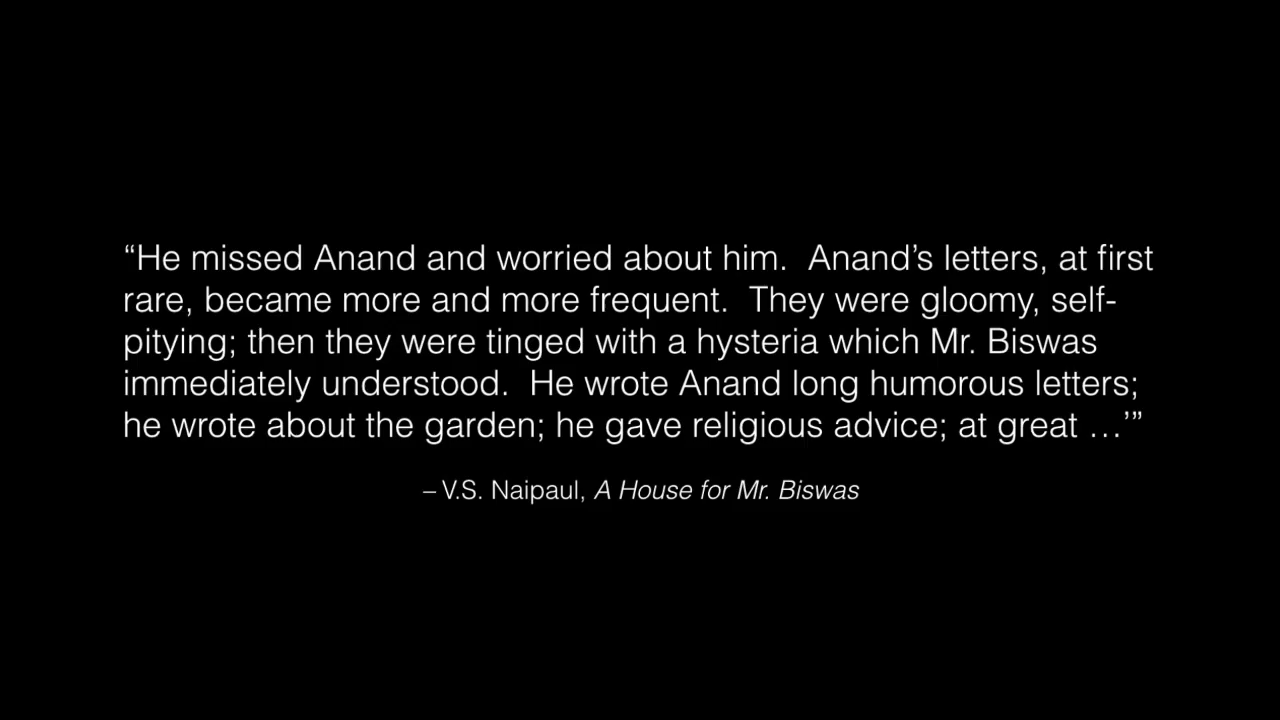 “He missed Anand and worried about him.  Anand’s letters, at first
rare, became more and more frequent.  They were gloomy, self-
pitying; then they were tinged with a hysteria which Mr. Biswas
immediately understood.  He wrote Anand long humorous letters;
he wrote about the garden; he gave religious advice; at great …’”
– V.S. Naipaul, A House for Mr. Biswas